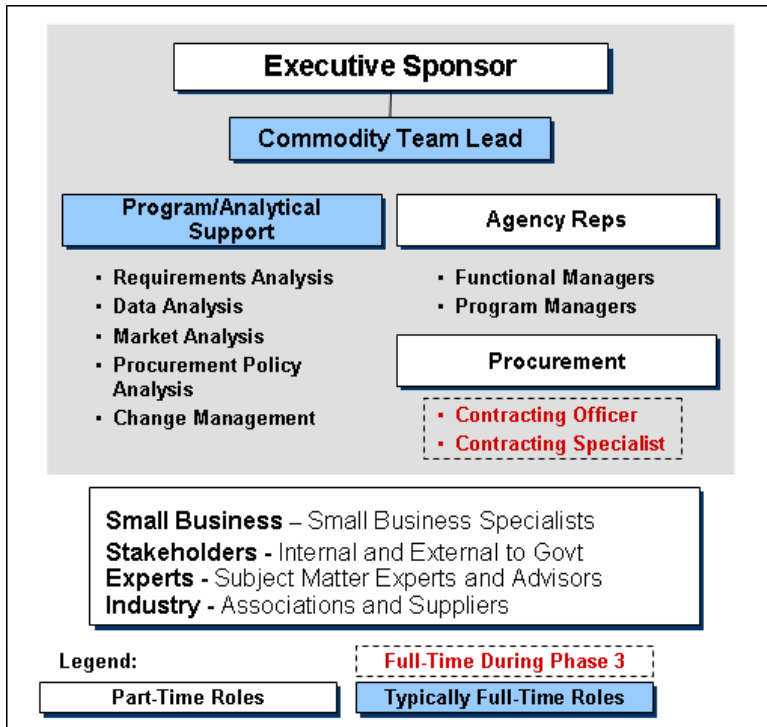 Executive Sponsor
Commodity Team Lead
Program/Analytical
Support
▪ Requirements Analysis
▪ Data Analysis
▪ Market Analysis
▪ Procurement Policy
Analysis
▪ Change Management
Agency Reps
▪ Functional Managers
▪ Program Managers
Procurement
▪ Contracting Officer
▪ Contracting Specialist
Small Business – Small Business Specialists
Stakeholders - Internal and External to Govt
Experts - Subject Matter Experts and Advisors
Industry - Associations and Suppliers
Legend:
Full-Time During Phase 3
Part-Time Roles
Typically Full-Time Roles